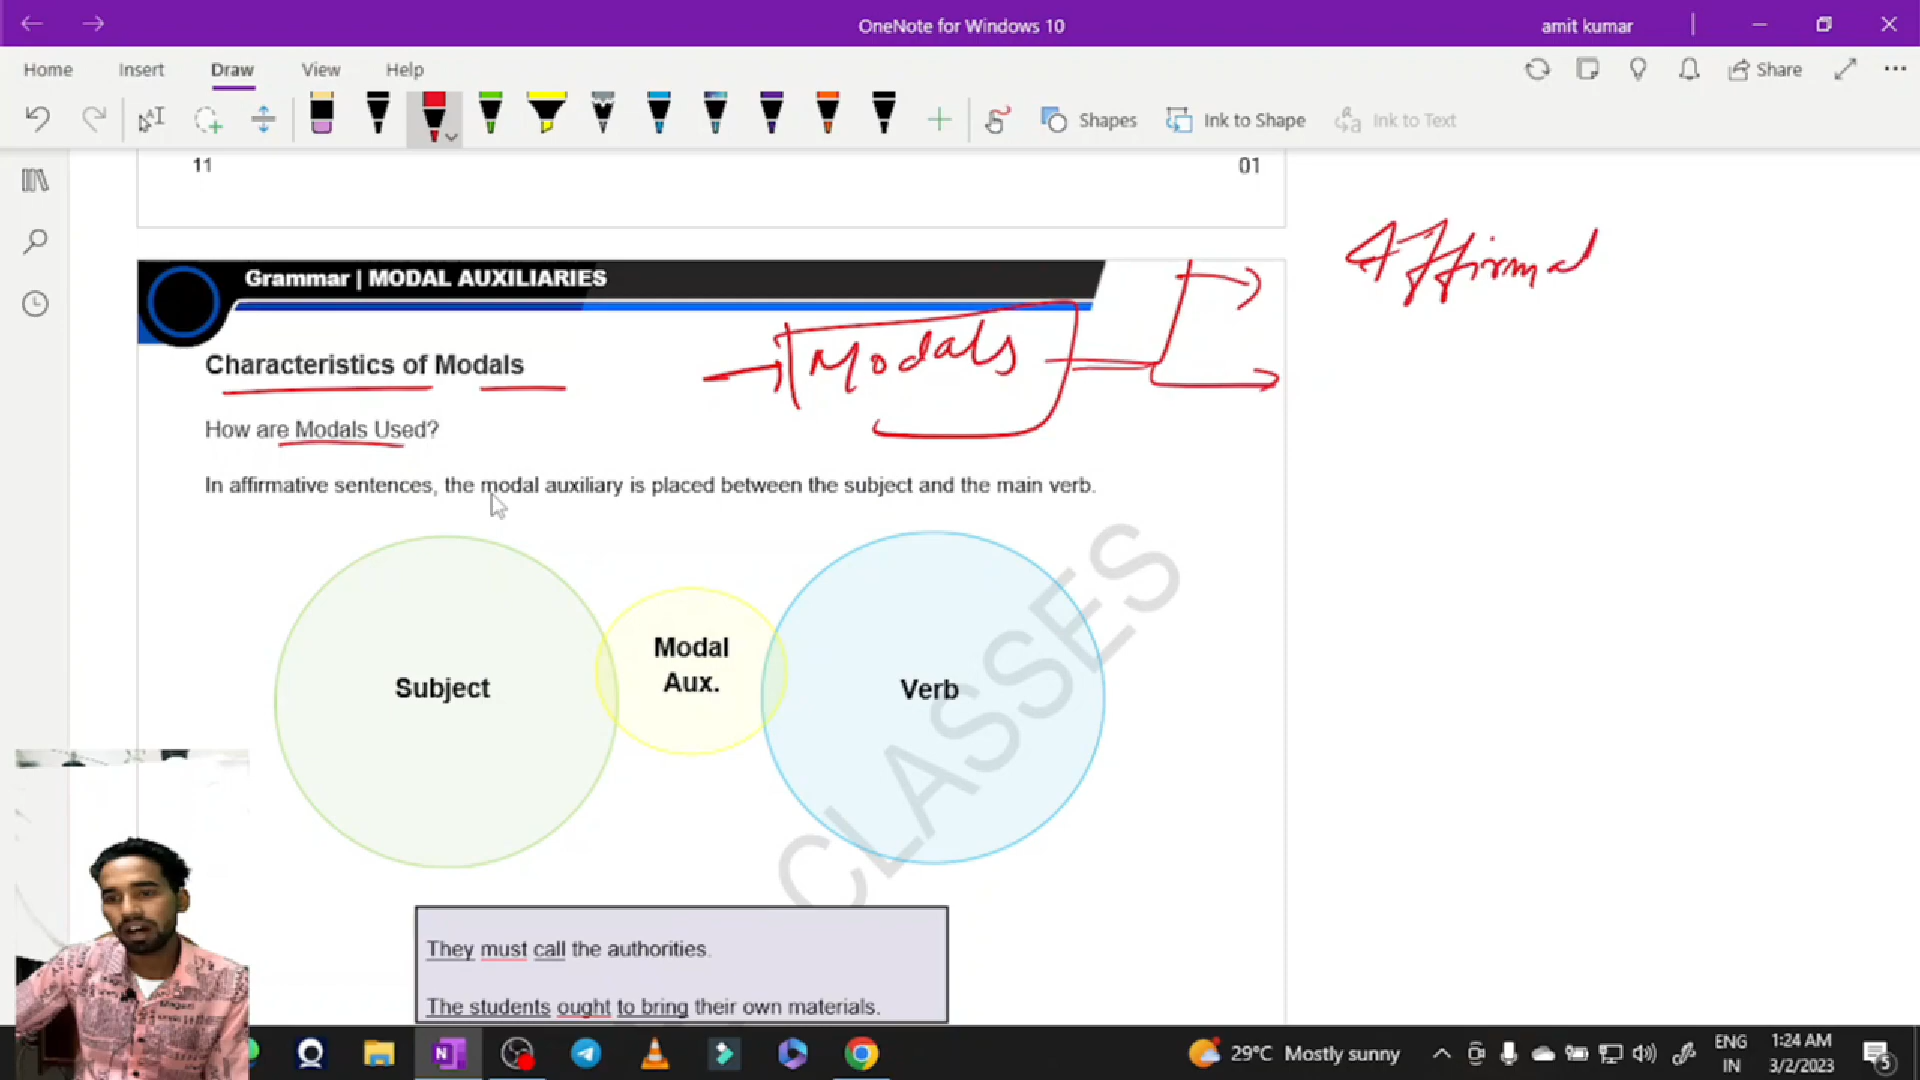 OneNote for Windows 10
amit kumar
Home Insert Draw View Help
Share
Shapes Ink to Shape Ink to Text
11 01
Grammar | MODAL AUXILIARIES
Affirmat
Characteristics of Modals
Modals
How are Modals Used?
In affirmative sentences, the modal auxiliary is placed between the subject and the main verb.
Subject
Modal
Aux.
Verb
CLASSES
They must call the authorities.
The students ought to bring their own materials.
29°C Mostly sunny
ENG
IN
1:24 AM
3/2/2023
5